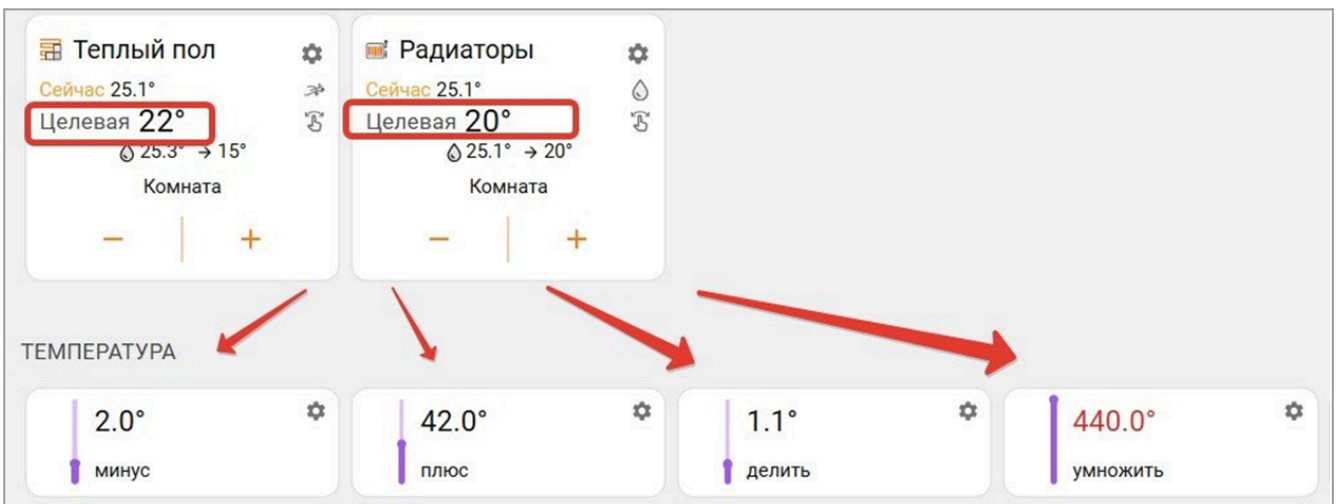 Теплый пол
Сейчас 25.1°
Целевая 22°
25.3° → 15°
Комната
− +
Радиаторы
Сейчас 25.1°
Целевая 20°
25.1° → 20°
Комната
− +
ТЕМПЕРАТУРА
2.0°
минус
42.0°
плюс
1.1°
делить
440.0°
умножить